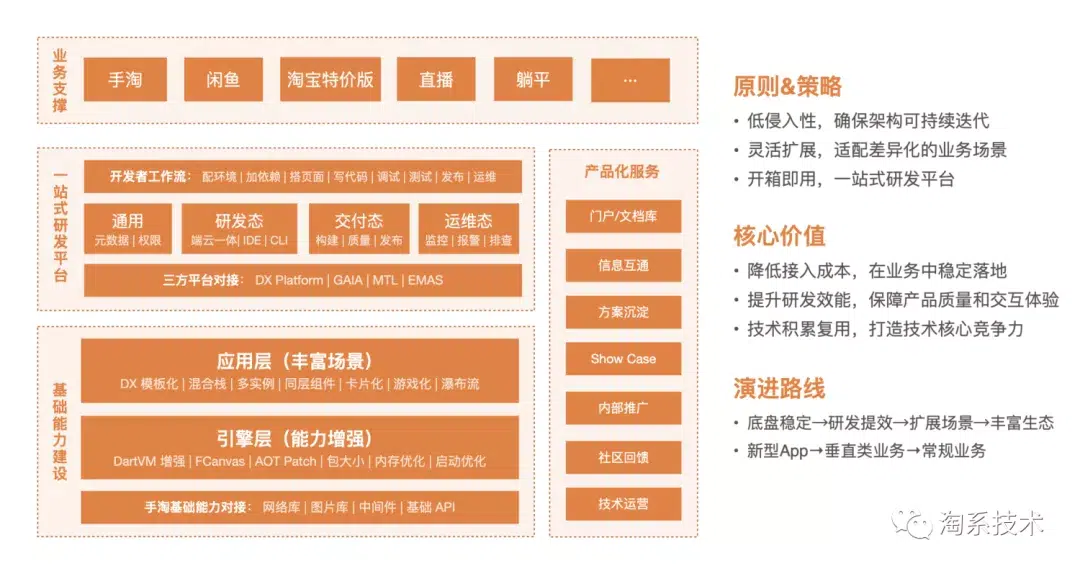 业务支撑
手淘
闲鱼
淘宝特价版
直播
躺平
...
一站式研发平台
开发者工作流： 配环境 | 加依赖 | 搭页面 | 写代码 | 调试 | 测试 | 发布 | 运维
通用
元数据 | 权限
研发态
端云一体| IDE | CLI
交付态
构建 | 质量 | 发布
运维态
监控 | 报警 | 排查
三方平台对接： DX Platform | GAIA | MTL | EMAS
基础能力建设
应用层（丰富场景）
DX 模板化 | 混合栈 | 多实例 | 同层组件 | 卡片化 | 游戏化 | 瀑布流
引擎层（能力增强）
DartVM 增强 | FCanvas | AOT Patch | 包大小 | 内存优化 | 启动优化
手淘基础能力对接： 网络库 | 图片库 | 中间件 | 基础 API
产品化服务
门户/文档库
信息互通
方案沉淀
Show Case
内部推广
社区回馈
技术运营
原则&策略
• 低侵入性，确保架构可持续迭代
• 灵活扩展，适配差异化的业务场景
• 开箱即用，一站式研发平台
核心价值
• 降低接入成本，在业务中稳定落地
• 提升研发效能，保障产品质量和交互体验
• 技术积累复用，打造技术核心竞争力
演进路线
• 底盘稳定→研发提效→扩展场景→丰富生态
• 新型App→垂直类业务→常规业务
淘系技术